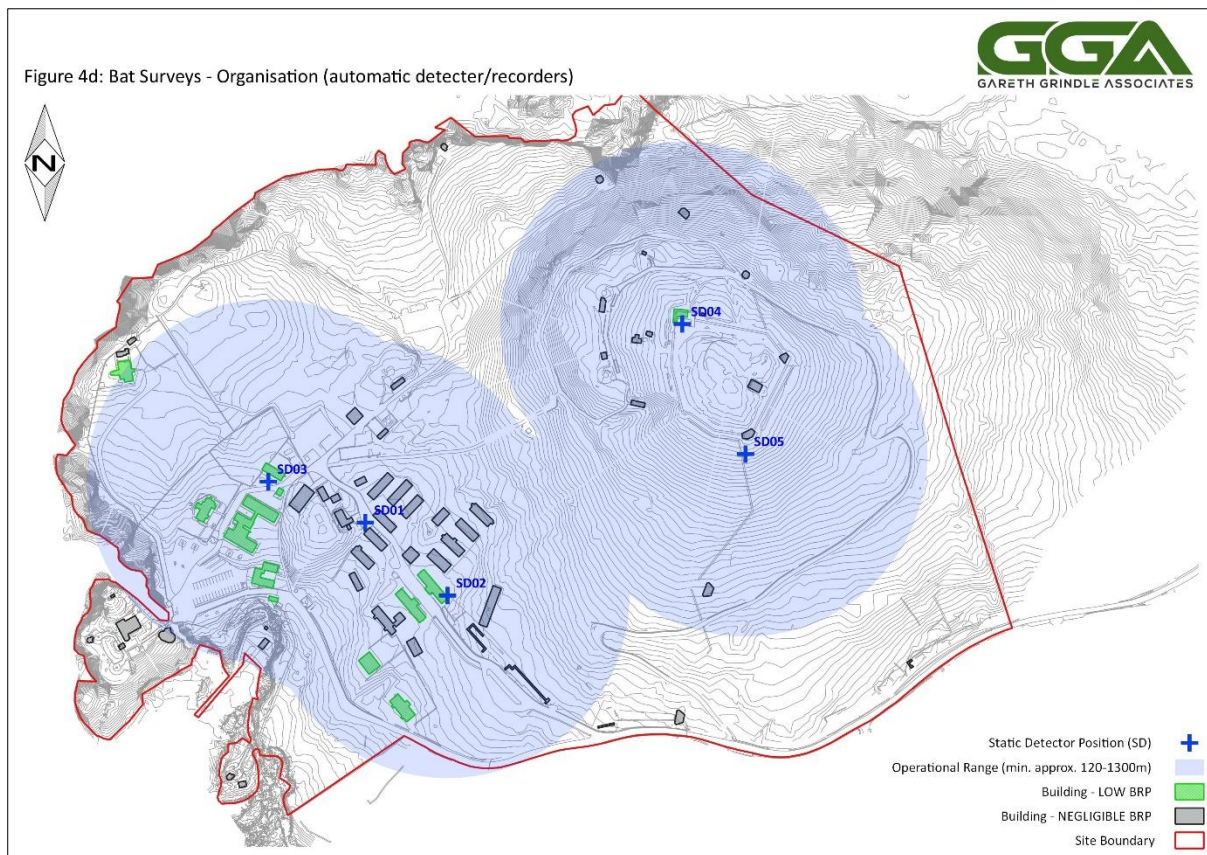 GGA
GARETH GRINDLE ASSOCIATES
Figure 4d: Bat Surveys - Organisation (automatic detecter/recorders)
N
SD04
SD05
SD03
SD01
SD02
Static Detector Position (SD)
Operational Range (min. approx. 120-1300m)
Building - LOW BRP
Building - NEGLIGIBLE BRP
Site Boundary